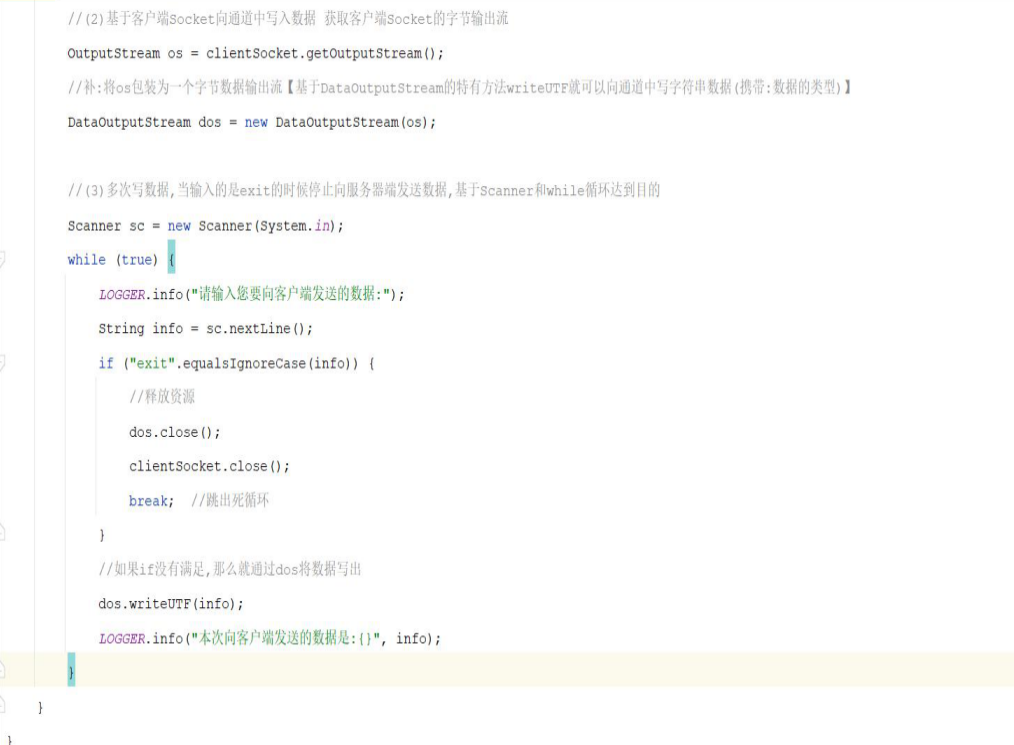 //(2)基于客户端Socket向通道中写入数据 获取客户端Socket的字节输出流
OutputStream os = clientSocket.getOutputStream();
//补:将os包装为一个字节数据输出流【基于DataOutputStream的特有方法writeUTF就可以向通道中写字符串数据(携带:数据的类型)】
DataOutputStream dos = new DataOutputStream(os);
//(3)多次写数据,当输入的是exit的时候停止向服务器端发送数据,基于Scanner和while循环达到目的
Scanner sc = new Scanner(System.in);
while (true) {
LOGGER.info("请输入您要向客户端发送的数据:");
String info = sc.nextLine();
if ("exit".equalsIgnoreCase(info)) {
//释放资源
dos.close();
clientSocket.close();
break;  //跳出死循环
}
//如果if没有满足,那么就通过dos将数据写出
dos.writeUTF(info);
LOGGER.info("本次向客户端发送的数据是:{}", info);
}
}
}